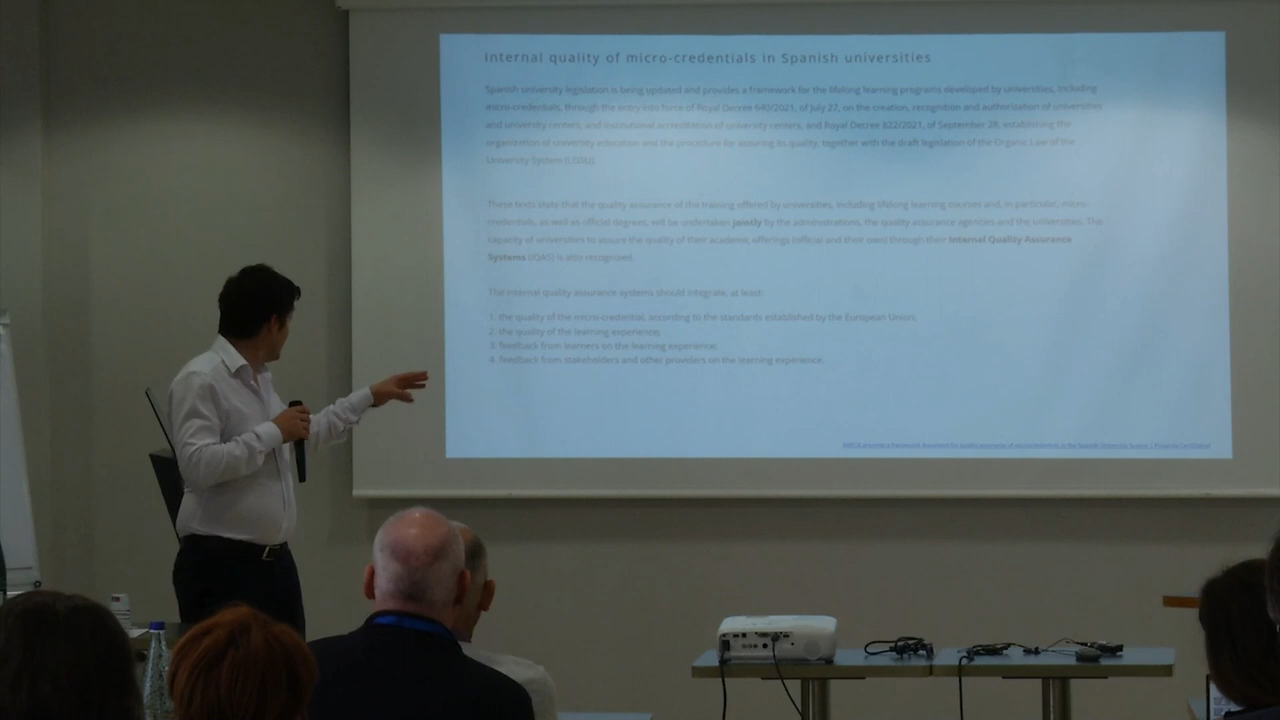 Internal quality of micro-credentials in Spanish universities
Spanish university legislation is being updated and provides a framework for the lifelong learning programs developed by universities, including
micro-credentials, through the entry into force of Royal Decree 640/2021, of July 27, on the creation, recognition and authorization of universities
and university centers, and institutional accreditation of university centers, and Royal Decree 822/2021, of September 28, establishing the
organization of university education and the procedure for assuring its quality, together with the draft legislation of the Organic Law of the
University System (LOSU).
These texts state that the quality assurance of the training offered by universities, including lifelong learning courses and, in particular, micro-
credentials, as well as official degrees, will be undertaken jointly by the administrations, the quality assurance agencies and the universities. The
capacity of universities to assure the quality of their academic offerings (official and their own) through their Internal Quality Assurance
Systems (IQAS) is also recognized.
The internal quality assurance systems should integrate, at least:
1. the quality of the micro-credential, according to the standards established by the European Union;
2. the quality of the learning experience;
3. feedback from learners on the learning experience;
4. feedback from stakeholders and other providers on the learning experience.